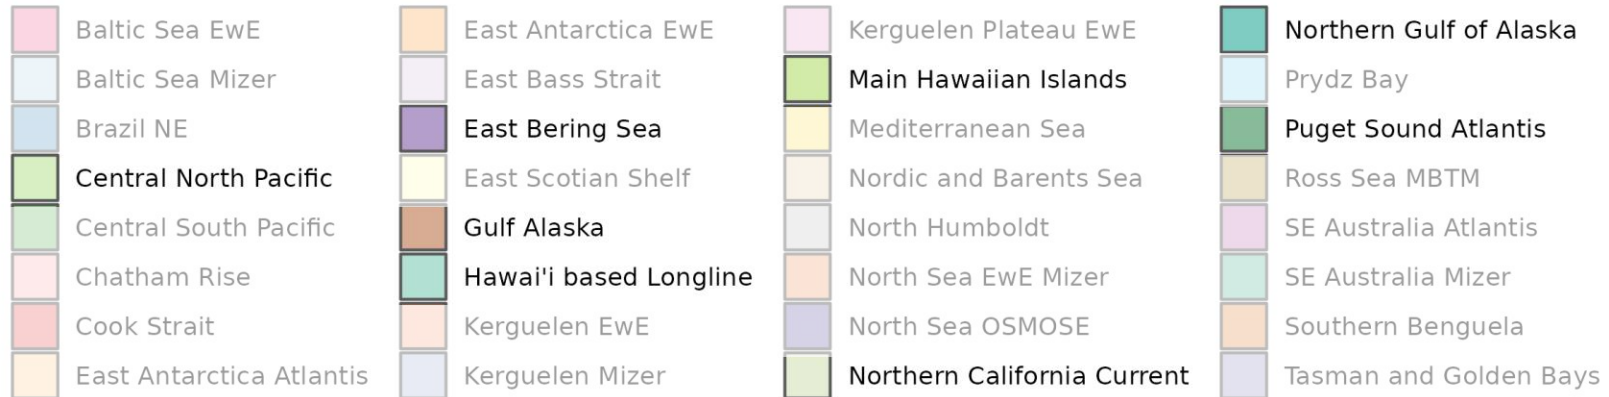 Baltic Sea EwE
Baltic Sea Mizer
Brazil NE
Central North Pacific
Central South Pacific
Chatham Rise
Cook Strait
East Antarctica Atlantis
East Antarctica EwE
East Bass Strait
East Bering Sea
East Scotian Shelf
Gulf Alaska
Hawai'i based Longline
Kerguelen EwE
Kerguelen Mizer
Kerguelen Plateau EwE
Main Hawaiian Islands
Mediterranean Sea
Nordic and Barents Sea
North Humboldt
North Sea EwE Mizer
North Sea OSMOSE
Northern California Current
Northern Gulf of Alaska
Prydz Bay
Puget Sound Atlantis
Ross Sea MBTM
SE Australia Atlantis
SE Australia Mizer
Southern Benguela
Tasman and Golden Bays